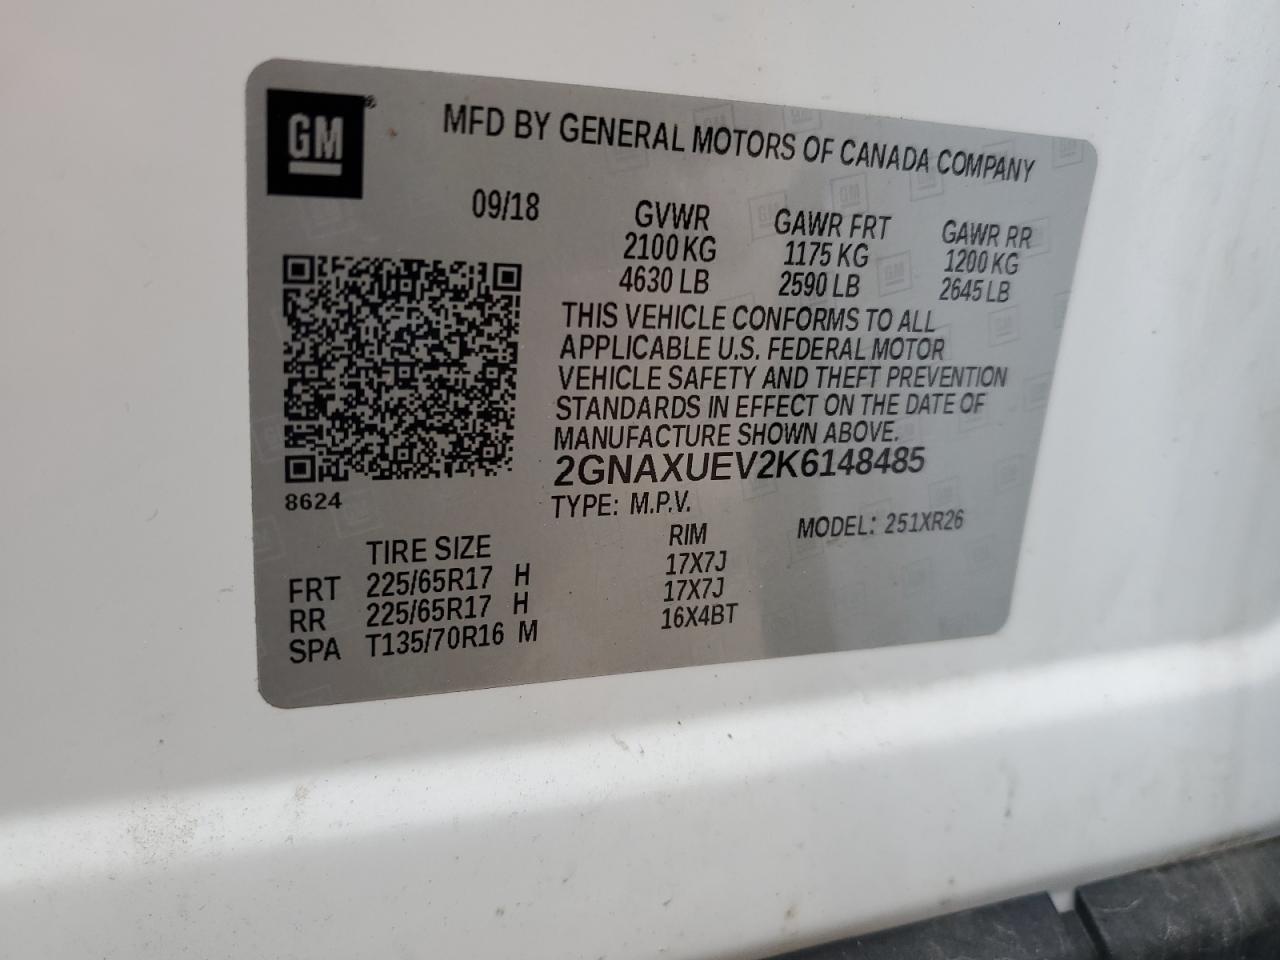 GM
MFD BY GENERAL MOTORS OF CANADA COMPANY
09/18 GVWR GAWR FRT GAWR RR
2100 KG 1175 KG 1200 KG
4630 LB 2590 LB 2645 LB
THIS VEHICLE CONFORMS TO ALL
APPLICABLE U.S. FEDERAL MOTOR
VEHICLE SAFETY AND THEFT PREVENTION
STANDARDS IN EFFECT ON THE DATE OF
MANUFACTURE SHOWN ABOVE.
2GNAXUEV2K6148485
8624
TYPE: M.P.V. MODEL: 251XR26
TIRE SIZE RIM
FRT 225/65R17 H 17X7J
RR 225/65R17 H 17X7J
SPA T135/70R16 M 16X4BT